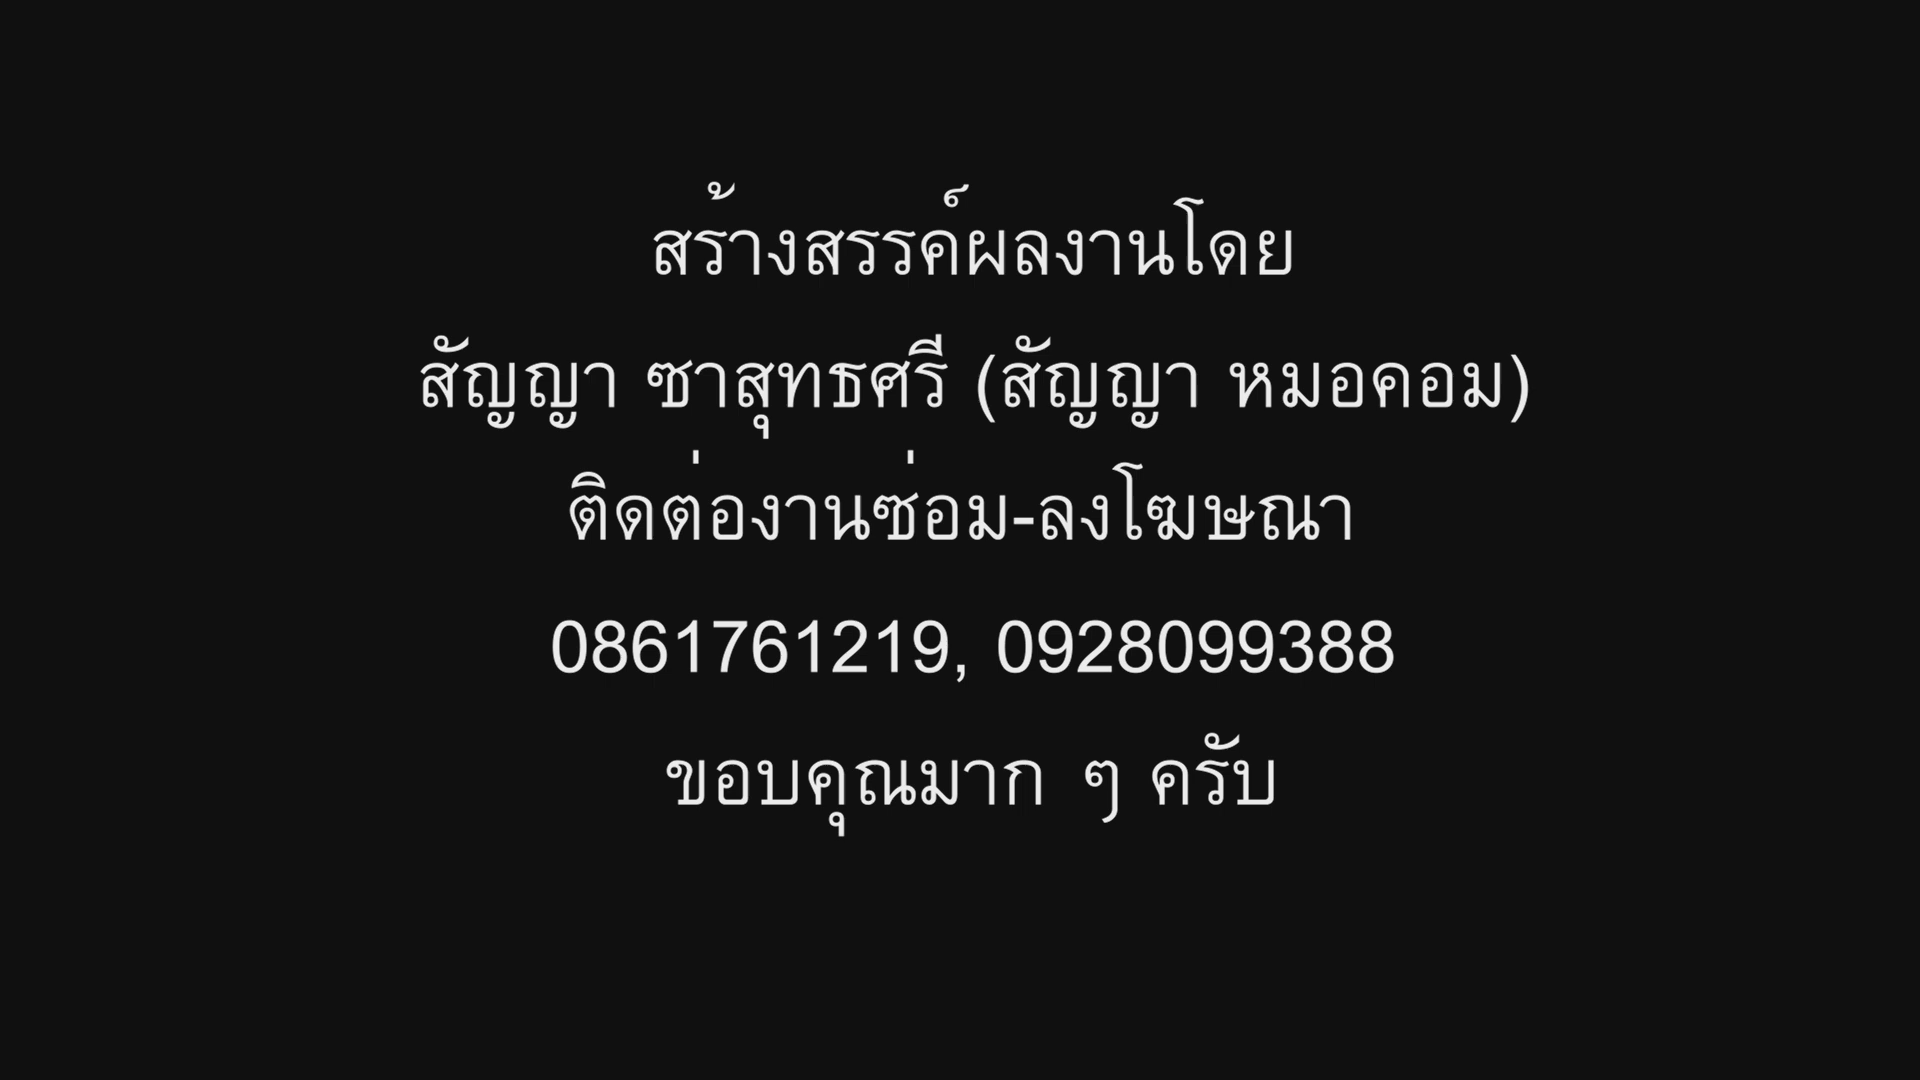 สร้างสรรค์ผลงานโดย
สัญญา ซาสุทธศรี (สัญญา หมอคอม)
ติดต่องานซ่อม-ลงโฆษณา
0861761219, 0928099388
ขอบคุณมาก ๆ ครับ